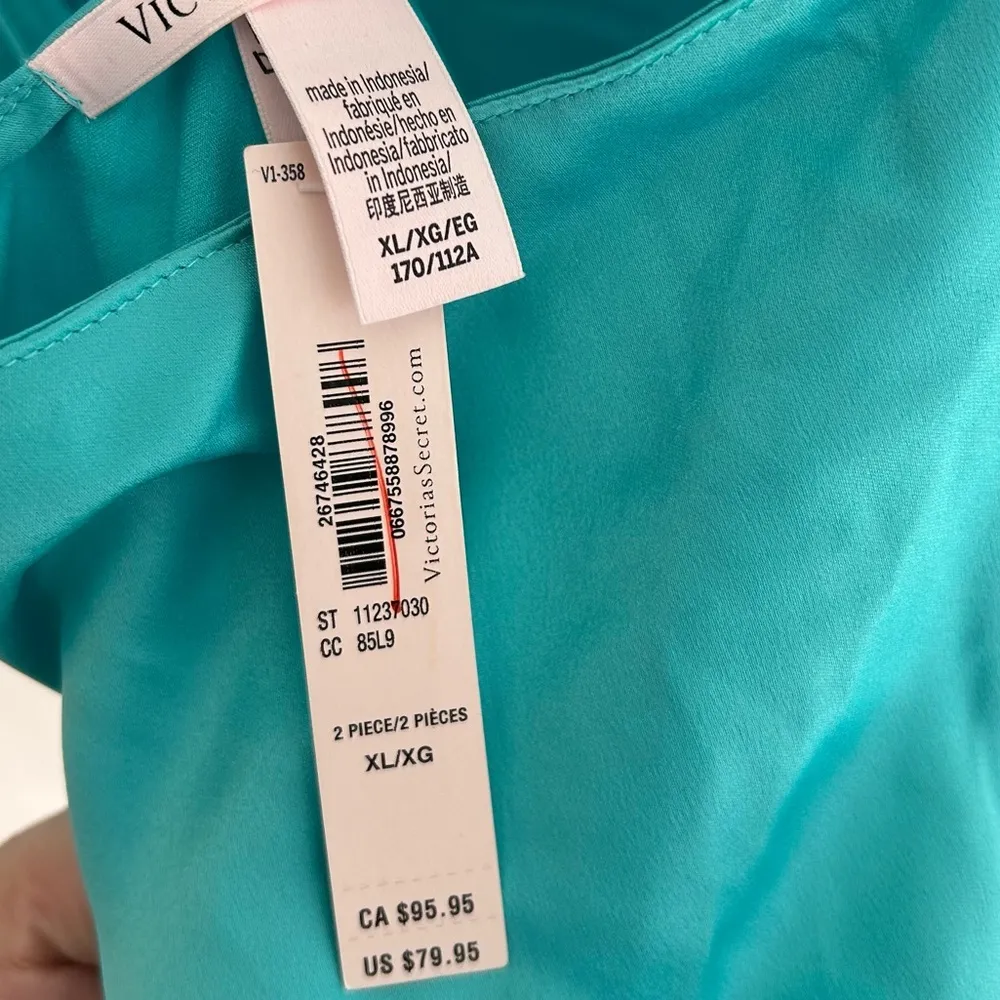 VIC
made in Indonesia/
fabriqué en
Indonésie/hecho en
Indonesia/fabbricato
in Indonesia/
印度尼西亚制造
XL/XG/EG
170/112A
V1-358
26746428
0667558878996
VictoriasSecret.com
ST 11237030
CC 85L9
2 PIECE/2 PIÈCES
XL/XG
CA $95.95
US $79.95